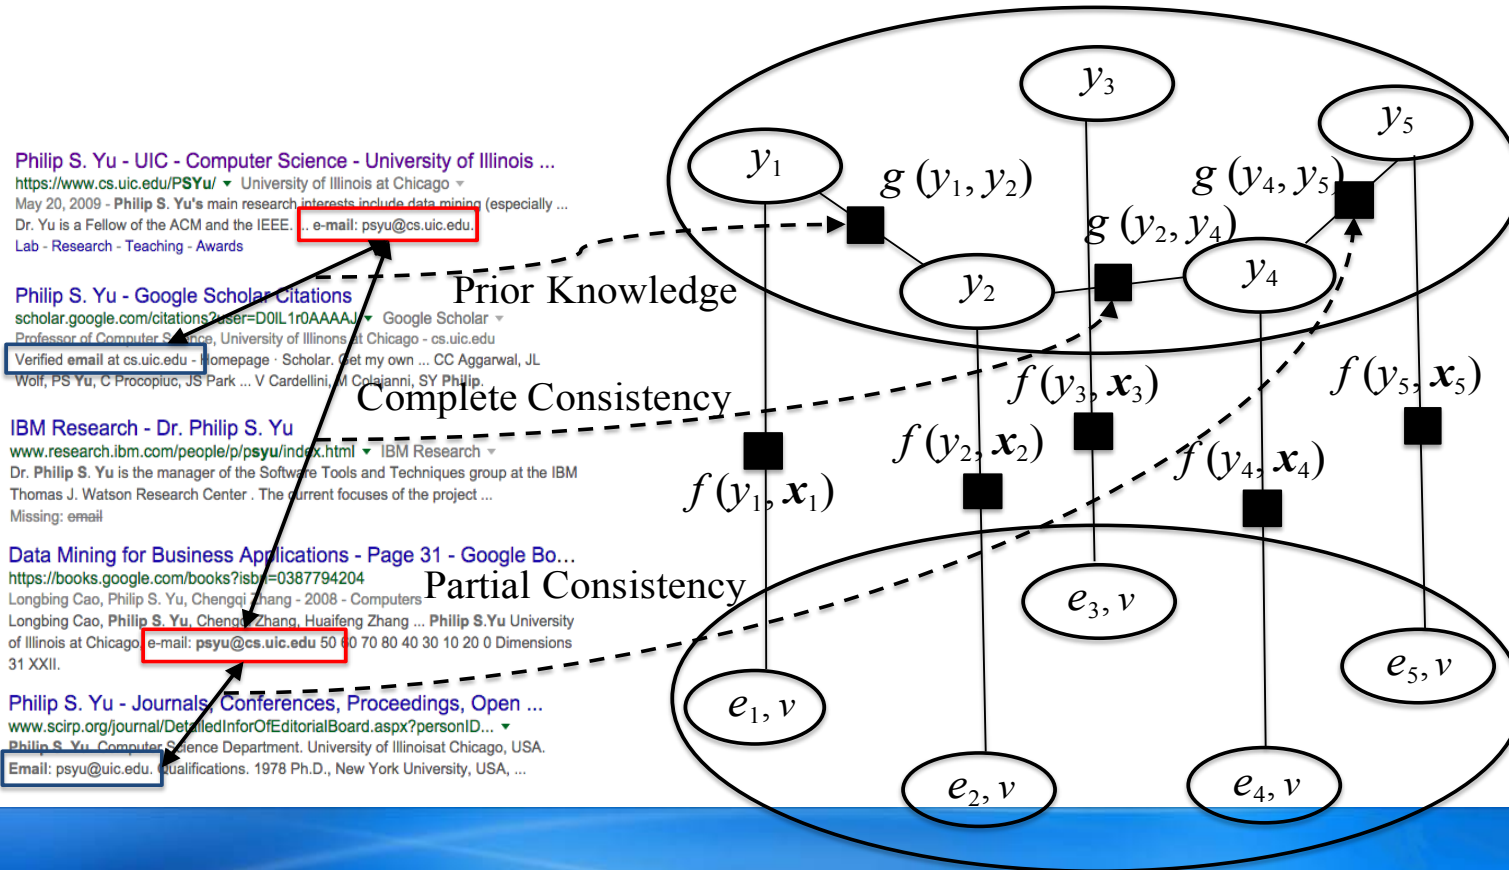 Philip S. Yu - UIC - Computer Science - University of Illinois ...
https://www.cs.uic.edu/PSYu/ ▾ University of Illinois at Chicago ▾
May 20, 2009 - Philip S. Yu's main research interests include data mining (especially ...
Dr. Yu is a Fellow of the ACM and the IEEE. ... e-mail: psyu@cs.uic.edu.
Lab - Research - Teaching - Awards
Philip S. Yu - Google Scholar Citations
scholar.google.com/citations?user=D0IL1r0AAAAJ ▾ Google Scholar ▾
Professor of Computer Science, University of Illinons at Chicago - cs.uic.edu
Verified email at cs.uic.edu - Homepage · Scholar. Get my own ... CC Aggarwal, JL
Wolf, PS Yu, C Procopiuc, JS Park ... V Cardellini, M Colajanni, SY Philip.
IBM Research - Dr. Philip S. Yu
www.research.ibm.com/people/p/psyu/index.html ▾ IBM Research ▾
Dr. Philip S. Yu is the manager of the Software Tools and Techniques group at the IBM
Thomas J. Watson Research Center . The current focuses of the project ...
Missing: email
Data Mining for Business Applications - Page 31 - Google Bo...
https://books.google.com/books?isbn=0387794204
Longbing Cao, Philip S. Yu, Chengqi Zhang - 2008 - Computers
Longbing Cao, Philip S. Yu, Chengqi Zhang, Huaifeng Zhang ... Philip S.Yu University
of Illinois at Chicago, e-mail: psyu@cs.uic.edu 50 60 70 80 40 30 10 20 0 Dimensions
31 XXII.
Philip S. Yu - Journals, Conferences, Proceedings, Open ...
www.scirp.org/journal/DetailedInforOfEditorialBoard.aspx?personID... ▾
Philip S. Yu, Computer Science Department. University of Illinoisat Chicago, USA.
Email: psyu@uic.edu. Qualifications. 1978 Ph.D., New York University, USA, ...
Prior Knowledge
Complete Consistency
Partial Consistency
y1
y2
y3
y4
y5
g (y1, y2)
g (y2, y4)
g (y4, y5)
f (y1, x1)
f (y2, x2)
f (y3, x3)
f (y4, x4)
f (y5, x5)
e1, v
e2, v
e3, v
e4, v
e5, v